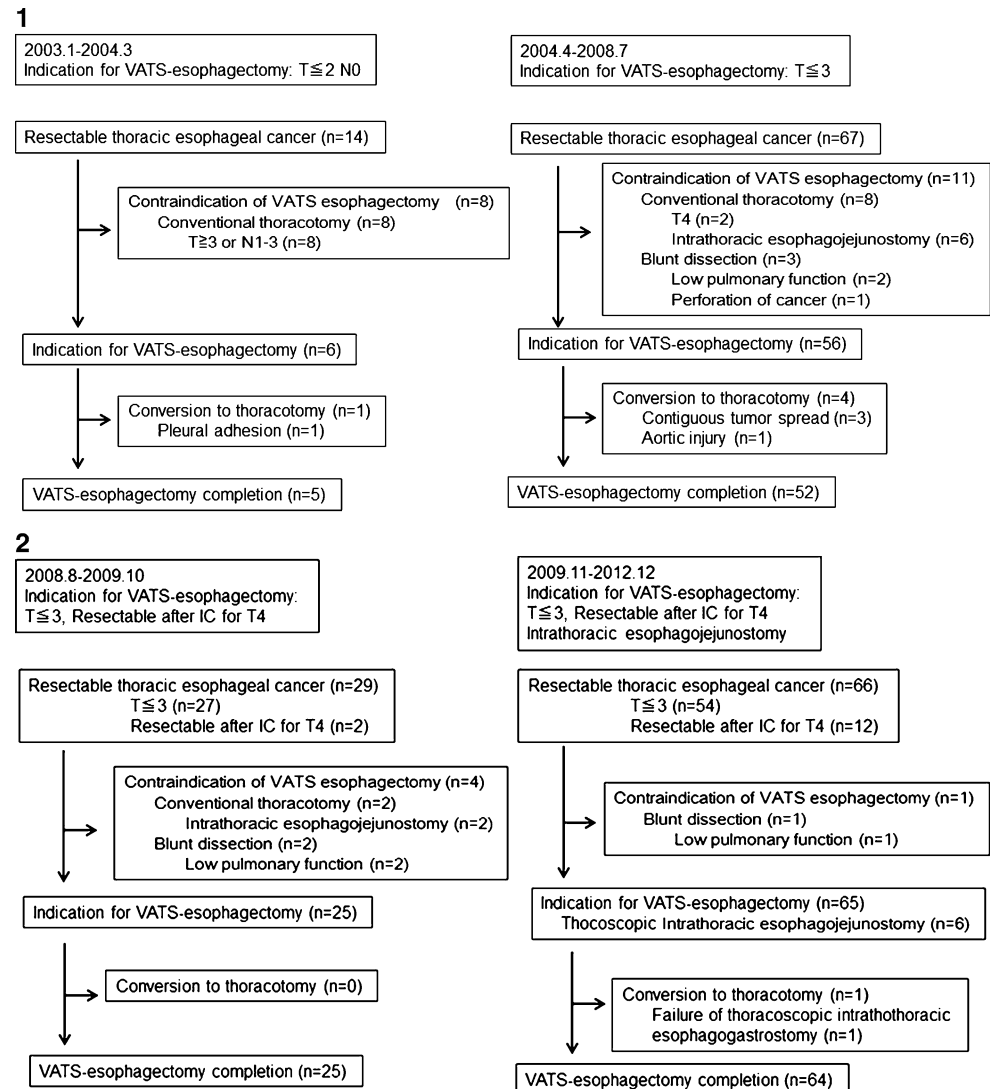 1
2003.1-2004.3
Indication for VATS-esophagectomy: T≦2 N0
Resectable thoracic esophageal cancer (n=14)
Contraindication of VATS esophagectomy (n=8)
Conventional thoracotomy (n=8)
T≧3 or N1-3 (n=8)
Indication for VATS-esophagectomy (n=6)
Conversion to thoracotomy (n=1)
Pleural adhesion (n=1)
VATS-esophagectomy completion (n=5)
2004.4-2008.7
Indication for VATS-esophagectomy: T≦3
Resectable thoracic esophageal cancer (n=67)
Contraindication of VATS esophagectomy (n=11)
Conventional thoracotomy (n=8)
T4 (n=2)
Intrathoracic esophagojejunostomy (n=6)
Blunt dissection (n=3)
Low pulmonary function (n=2)
Perforation of cancer (n=1)
Indication for VATS-esophagectomy (n=56)
Conversion to thoracotomy (n=4)
Contiguous tumor spread (n=3)
Aortic injury (n=1)
VATS-esophagectomy completion (n=52)
2
2008.8-2009.10
Indication for VATS-esophagectomy:
T≦3, Resectable after IC for T4
Resectable thoracic esophageal cancer (n=29)
T≦3 (n=27)
Resectable after IC for T4 (n=2)
Contraindication of VATS esophagectomy (n=4)
Conventional thoracotomy (n=2)
Intrathoracic esophagojejunostomy (n=2)
Blunt dissection (n=2)
Low pulmonary function (n=2)
Indication for VATS-esophagectomy (n=25)
Conversion to thoracotomy (n=0)
VATS-esophagectomy completion (n=25)
2009.11-2012.12
Indication for VATS-esophagectomy:
T≦3, Resectable after IC for T4
Intrathoracic esophagojejunostomy
Resectable thoracic esophageal cancer (n=66)
T≦3 (n=54)
Resectable after IC for T4 (n=12)
Contraindication of VATS esophagectomy (n=1)
Blunt dissection (n=1)
Low pulmonary function (n=1)
Indication for VATS-esophagectomy (n=65)
Thocoscopic Intrathoracic esophagojejunostomy (n=6)
Conversion to thoracotomy (n=1)
Failure of thoracoscopic intrathothoracic
esophagogastrostomy (n=1)
VATS-esophagectomy completion (n=64)